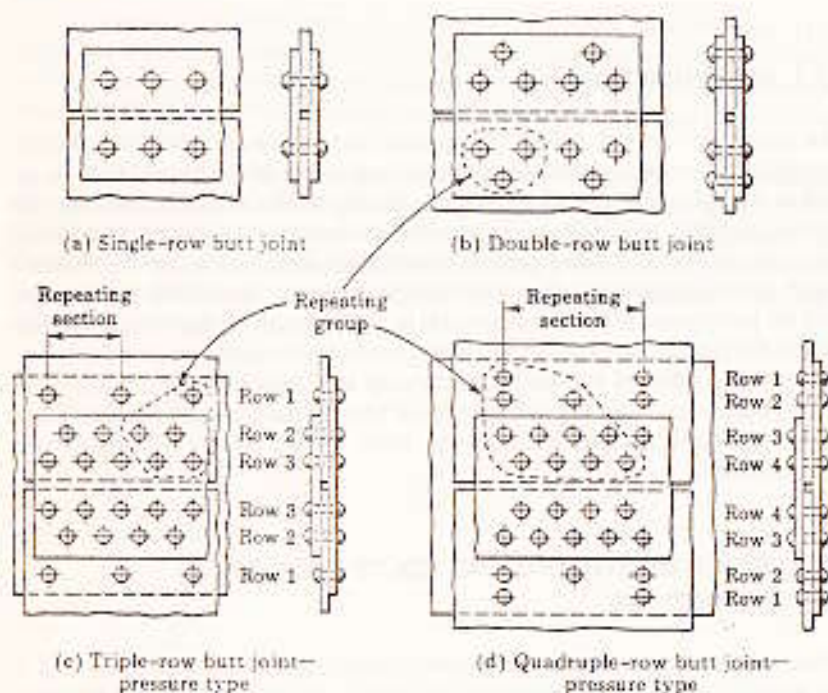 (a) Single-row butt joint
(b) Double-row butt joint
Repeating
section
Repeating
group
Repeating
section
Row 1
Row 2
Row 3
Row 3
Row 2
Row 1
Row 1
Row 2
Row 3
Row 4
Row 4
Row 3
Row 2
Row 1
(c) Triple-row butt joint—
pressure type
(d) Quadruple-row butt joint—
pressure type